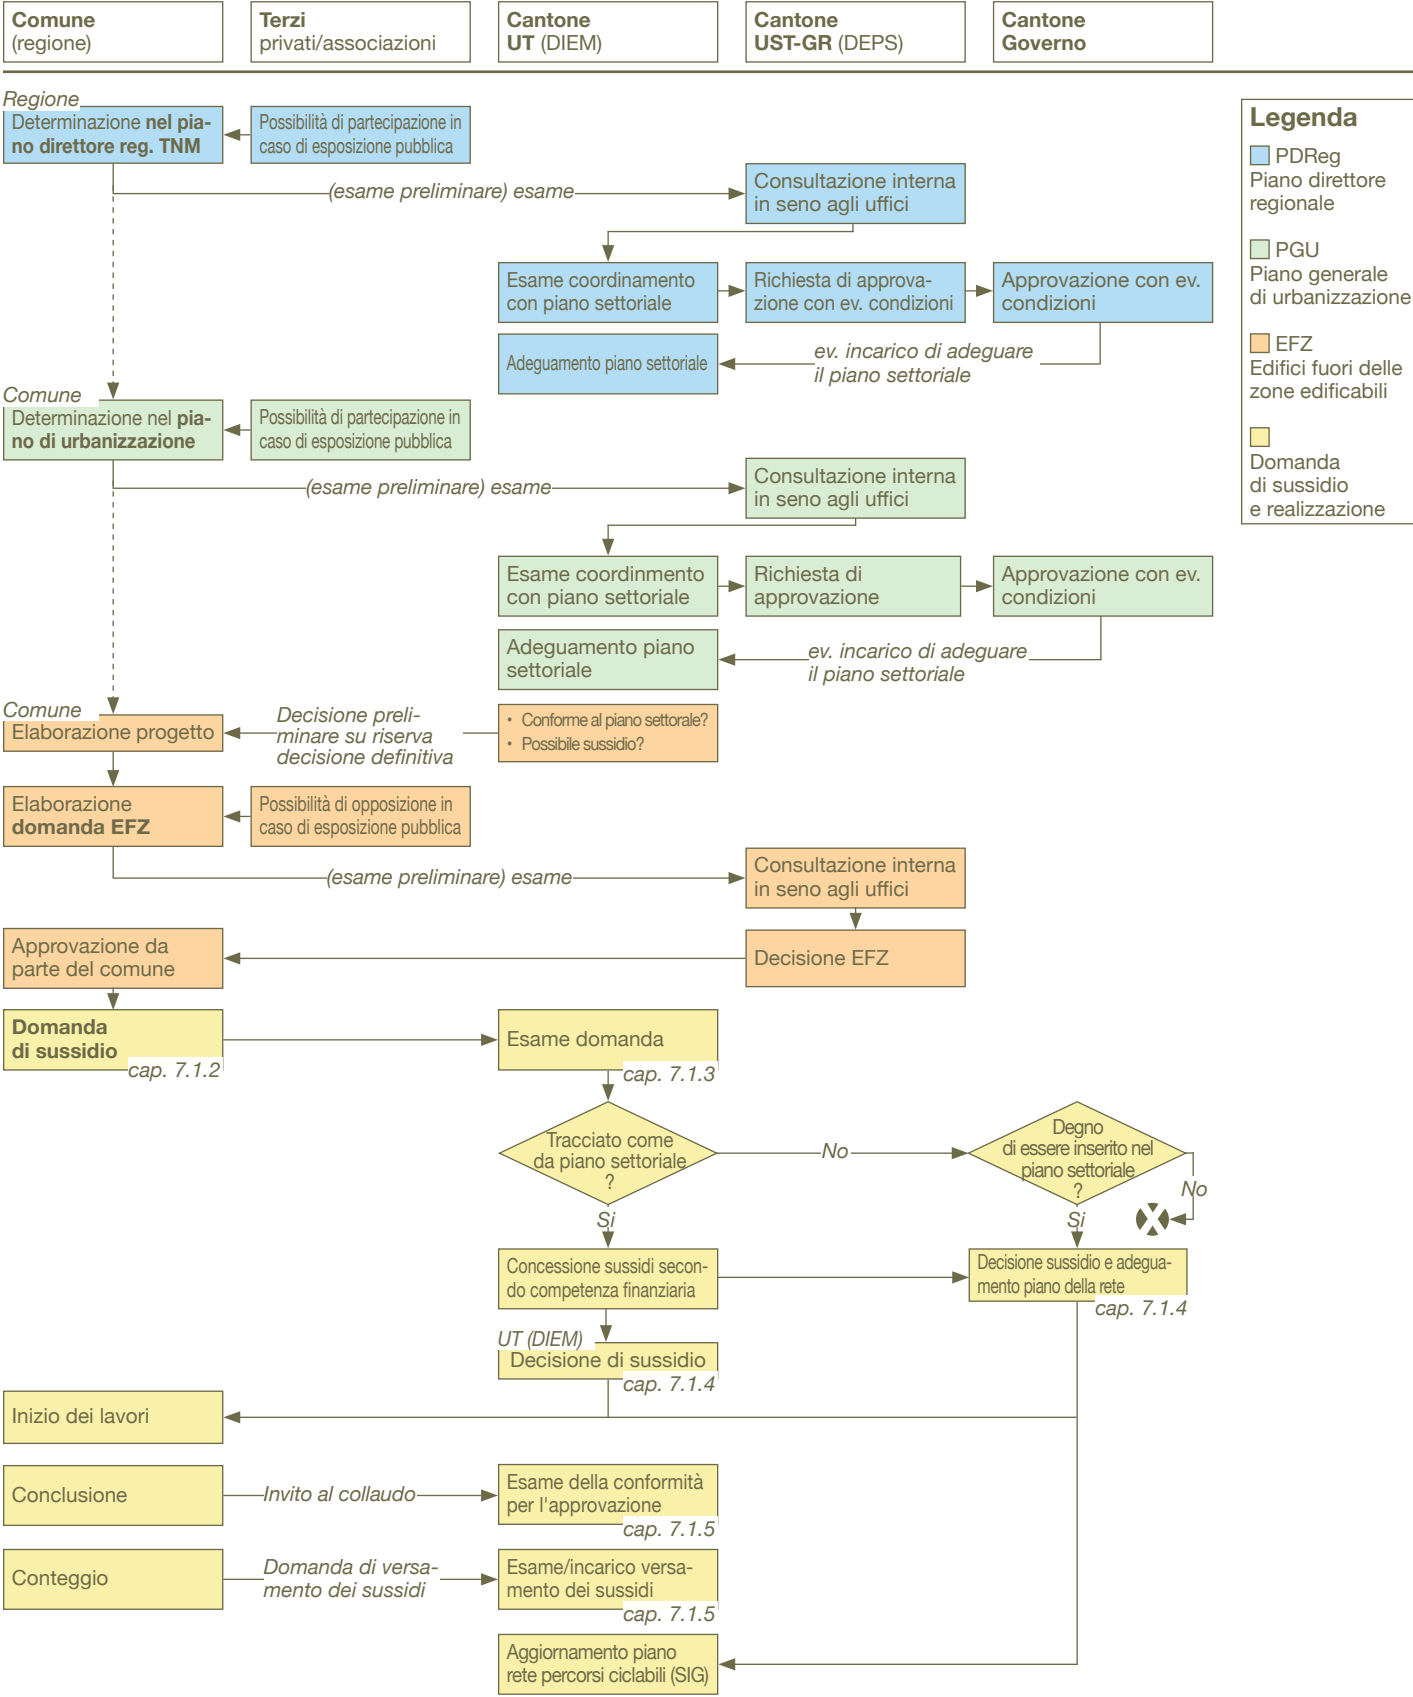 Comune
(regione)
Terzi
privati/associazioni
Cantone
UT (DIEM)
Cantone
UST-GR (DEPS)
Cantone
Governo
Regione
Determinazione nel pia-
no direttore reg. TNM
Possibilità di partecipazione in
caso di esposizione pubblica
(esame preliminare) esame
Consultazione interna
in seno agli uffici
Esame coordinamento
con piano settoriale
Richiesta di approva-
zione con ev. condizioni
Approvazione con ev.
condizioni
Adeguamento piano settoriale
ev. incarico di adeguare
il piano settoriale
Comune
Determinazione nel pia-
no di urbanizzazione
Possibilità di partecipazione in
caso di esposizione pubblica
(esame preliminare) esame
Consultazione interna
in seno agli uffici
Esame coordinmento
con piano settoriale
Richiesta di
approvazione
Approvazione con ev.
condizioni
Adeguamento piano
settoriale
ev. incarico di adeguare
il piano settoriale
Comune
Elaborazione progetto
Decisione preli-
minare su riserva
decisione definitiva
• Conforme al piano settorale?
• Possibile sussidio?
Elaborazione
domanda EFZ
Possibilità di opposizione in
caso di esposizione pubblica
(esame preliminare) esame
Consultazione interna
in seno agli uffici
Approvazione da
parte del comune
Decisione EFZ
Domanda
di sussidio
cap. 7.1.2
Esame domanda
cap. 7.1.3
Tracciato come
da piano settoriale
?
No
Degno
di essere inserito nel
piano settoriale
?
No
Si
Si
Concessione sussidi secon-
do competenza finanziaria
Decisione sussidio e adegua-
mento piano della rete
cap. 7.1.4
UT (DIEM)
Decisione di sussidio
cap. 7.1.4
Inizio dei lavori
Conclusione
Invito al collaudo
Esame della conformità
per l'approvazione
cap. 7.1.5
Conteggio
Domanda di versa-
mento dei sussidi
Esame/incarico versa-
mento dei sussidi
cap. 7.1.5
Aggiornamento piano
rete percorsi ciclabili (SIG)
Legenda
PDReg
Piano direttore
regionale
PGU
Piano generale
di urbanizzazione
EFZ
Edifici fuori delle
zone edificabili
Domanda
di sussidio
e realizzazione